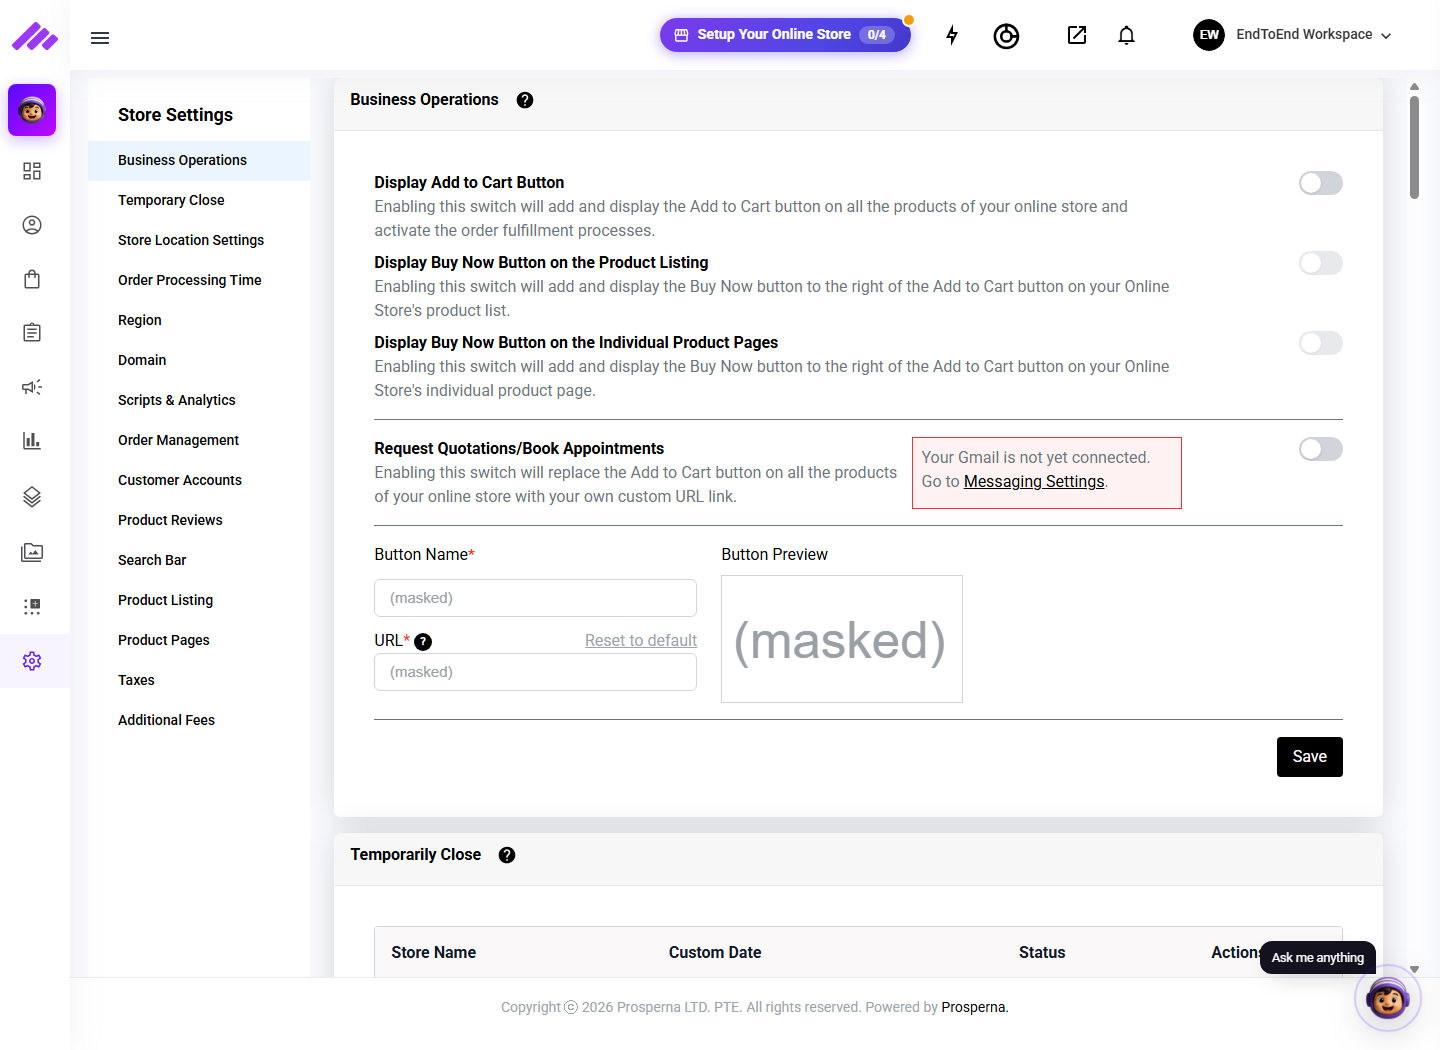 Setup Your Online Store 0/4
EW EndToEnd Workspace
Store Settings
Business Operations
Temporary Close
Store Location Settings
Order Processing Time
Region
Domain
Scripts & Analytics
Order Management
Customer Accounts
Product Reviews
Search Bar
Product Listing
Product Pages
Taxes
Additional Fees
Business Operations ?
Display Add to Cart Button
Enabling this switch will add and display the Add to Cart button on all the products of your online store and
activate the order fulfillment processes.
Display Buy Now Button on the Product Listing
Enabling this switch will add and display the Buy Now button to the right of the Add to Cart button on your Online
Store's product list.
Display Buy Now Button on the Individual Product Pages
Enabling this switch will add and display the Buy Now button to the right of the Add to Cart button on your Online
Store's individual product page.
Request Quotations/Book Appointments
Enabling this switch will replace the Add to Cart button on all the products
of your online store with your own custom URL link.
Your Gmail is not yet connected.
Go to Messaging Settings.
Button Name*
(masked)
URL* ? Reset to default
(masked)
Button Preview
(masked)
Save
Temporarily Close ?
Store Name Custom Date Status Actions
Ask me anything
Copyright © 2026 Prosperna LTD. PTE. All rights reserved. Powered by Prosperna.